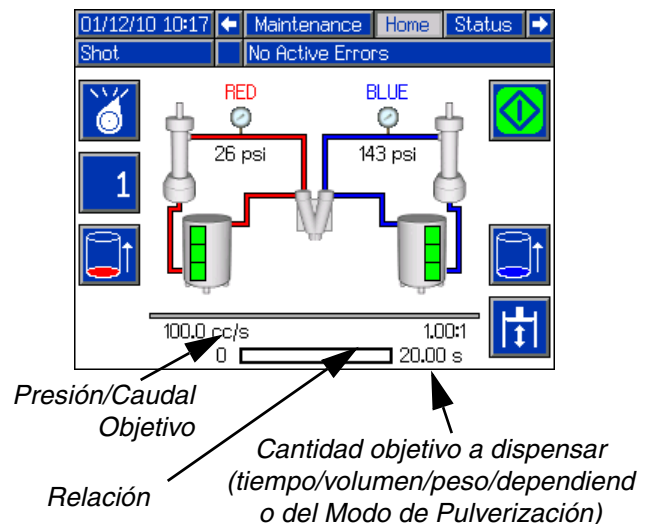 01/12/10 10:17 Maintenance Home Status
Shot No Active Errors
RED BLUE
26 psi 143 psi
1
100.0 cc/s 1.00:1
0 20.00 s
Presión/Caudal
Objetivo
Cantidad objetivo a dispensar
(tiempo/volumen/peso/dependiend
o del Modo de Pulverización)
Relación